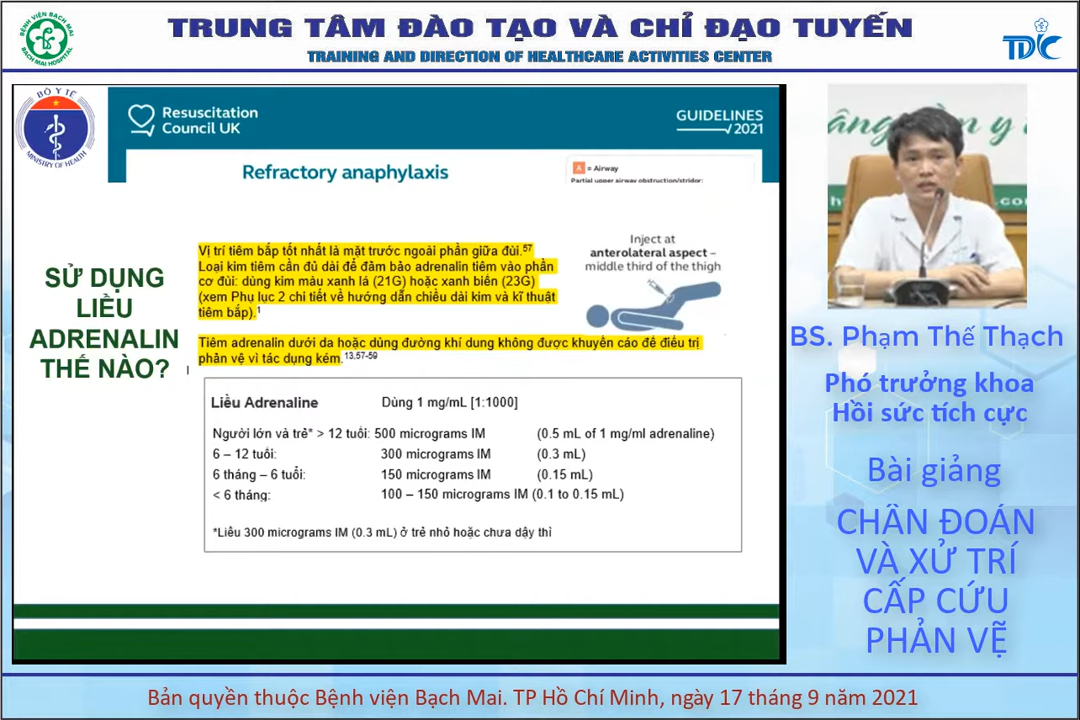 BỆNH VIỆN BẠCH MAI
BACH MAI HOSPITAL
TRUNG TÂM ĐÀO TẠO VÀ CHỈ ĐẠO TUYẾN
TRAINING AND DIRECTION OF HEALTHCARE ACTIVITIES CENTER
TDC
BỘ Y TẾ
MINISTRY OF HEALTH
Resuscitation
Council UK
GUIDELINES
2021
Refractory anaphylaxis
A = Airway
Partial upper airway obstruction/stridor:
SỬ DỤNG
LIỀU
ADRENALIN
THẾ NÀO?
Vị trí tiêm bắp tốt nhất là mặt trước ngoài phần giữa đùi.57
Loại kim tiêm cần đủ dài để đảm bảo adrenalin tiêm vào phần
cơ đùi: dùng kim màu xanh lá (21G) hoặc xanh biển (23G)
(xem Phụ lục 2 chi tiết về hướng dẫn chiều dài kim và kĩ thuật
tiêm bắp).1
Tiêm adrenalin dưới da hoặc dùng đường khí dung không được khuyến cáo để điều trị
phản vệ vì tác dụng kém.13,57-59
Inject at
anterolateral aspect –
middle third of the thigh
Liều Adrenaline Dùng 1 mg/mL [1:1000]
Người lớn và trẻ* > 12 tuổi: 500 micrograms IM (0.5 mL of 1 mg/ml adrenaline)
6 – 12 tuổi: 300 micrograms IM (0.3 mL)
6 tháng – 6 tuổi: 150 micrograms IM (0.15 mL)
< 6 tháng: 100 – 150 micrograms IM (0.1 to 0.15 mL)
*Liều 300 micrograms IM (0.3 mL) ở trẻ nhỏ hoặc chưa dậy thì
BS. Phạm Thế Thạch
Phó trưởng khoa
Hồi sức tích cực
Bài giảng
CHẨN ĐOÁN
VÀ XỬ TRÍ
CẤP CỨU
PHẢN VỆ
Bản quyền thuộc Bệnh viện Bạch Mai. TP Hồ Chí Minh, ngày 17 tháng 9 năm 2021